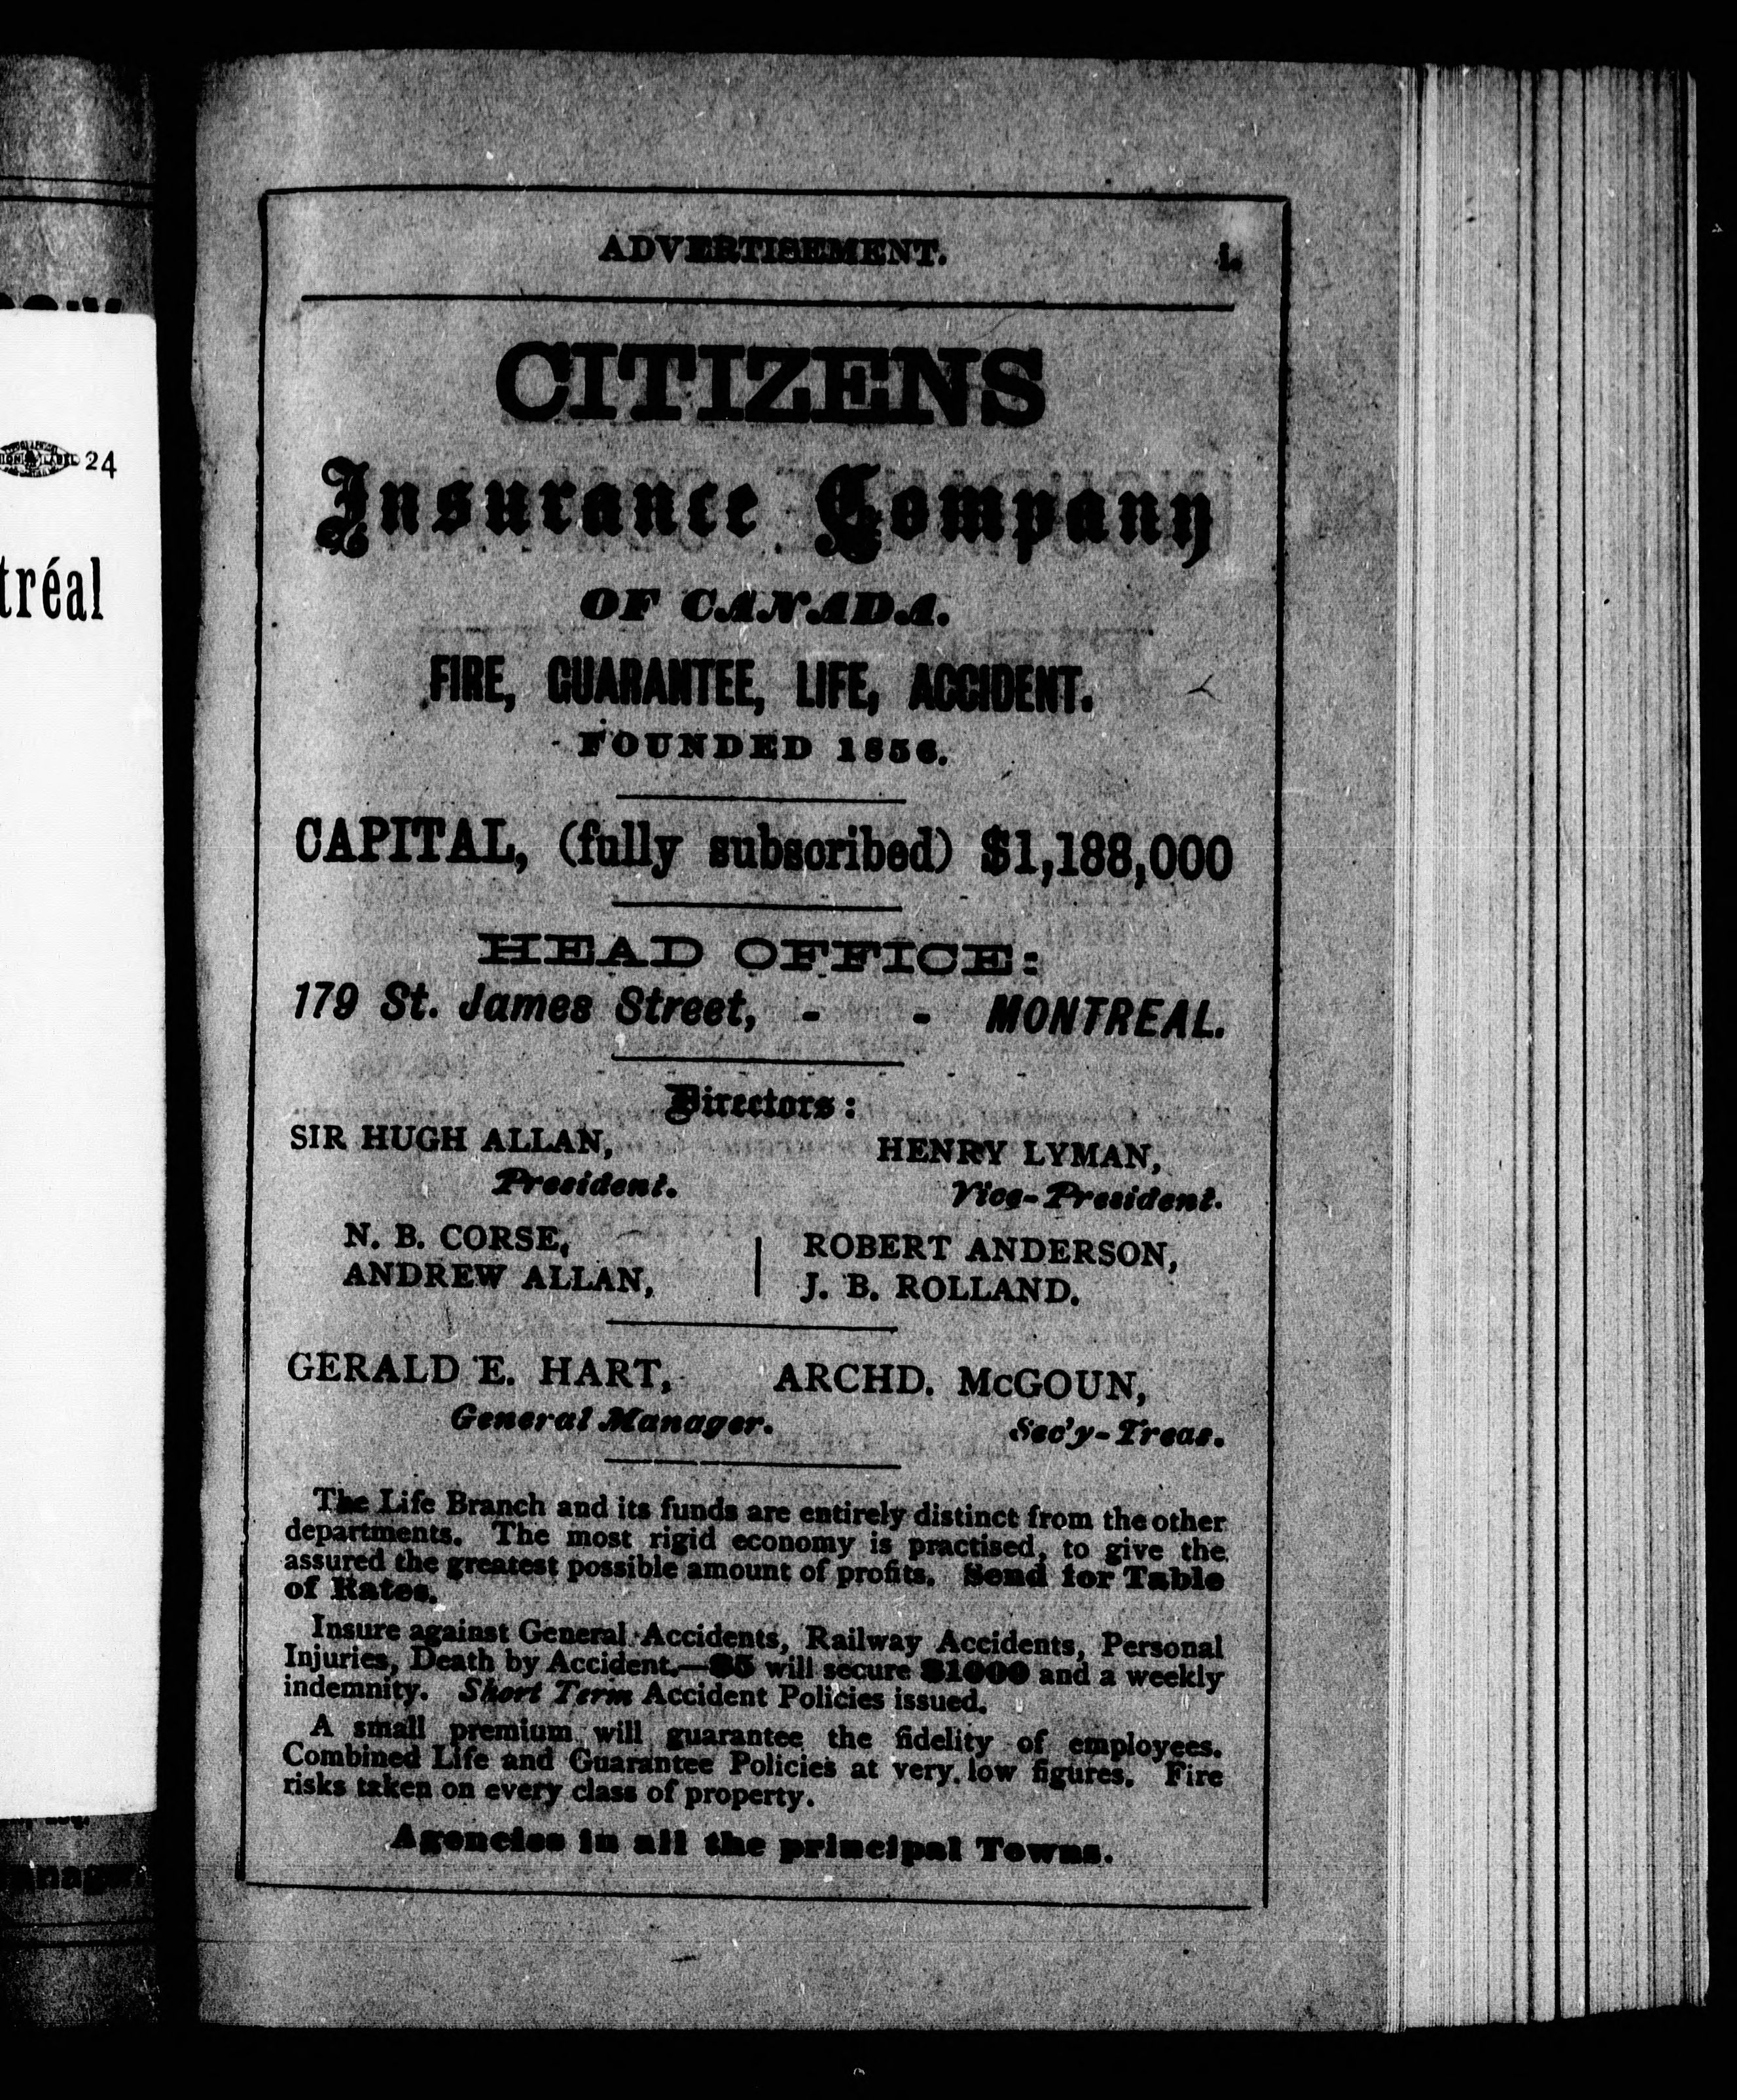 24
tréal
ADVERTISEMENT. i.
CITIZENS
Insurance Company
OF CANADA.
FIRE, GUARANTEE, LIFE, ACCIDENT.
FOUNDED 1856.
CAPITAL, (fully subscribed) $1,188,000
HEAD OFFICE:
179 St. James Street, - - MONTREAL.
Directors:
SIR HUGH ALLAN, HENRY LYMAN,
President. Vice-President.
N. B. CORSE, ROBERT ANDERSON,
ANDREW ALLAN, J. B. ROLLAND.
GERALD E. HART, ARCHD. McGOUN,
General Manager. Sec'y-Treas.
The Life Branch and its funds are entirely distinct from the other
departments. The most rigid economy is practised, to give the
assured the greatest possible amount of profits. Send for Table
of Rates.
Insure against General Accidents, Railway Accidents, Personal
Injuries, Death by Accident.—$5 will secure $1000 and a weekly
indemnity. Short Term Accident Policies issued.
A small premium will guarantee the fidelity of employees.
Combined Life and Guarantee Policies at very low figures. Fire
risks taken on every class of property.
Agencies in all the principal Towns.